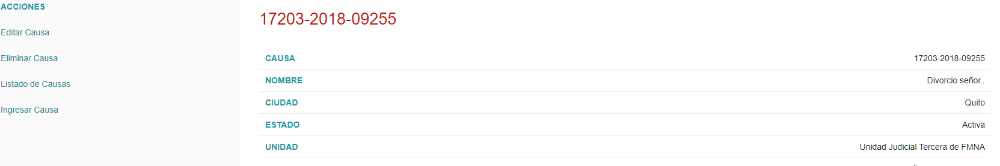 ACCIONES
Editar Causa
Eliminar Causa
Listado de Causas
Ingresar Causa
17203-2018-09255
CAUSA 17203-2018-09255
NOMBRE Divorcio señor..
CIUDAD Quito
ESTADO Activa
UNIDAD Unidad Judicial Tercera de FMNA